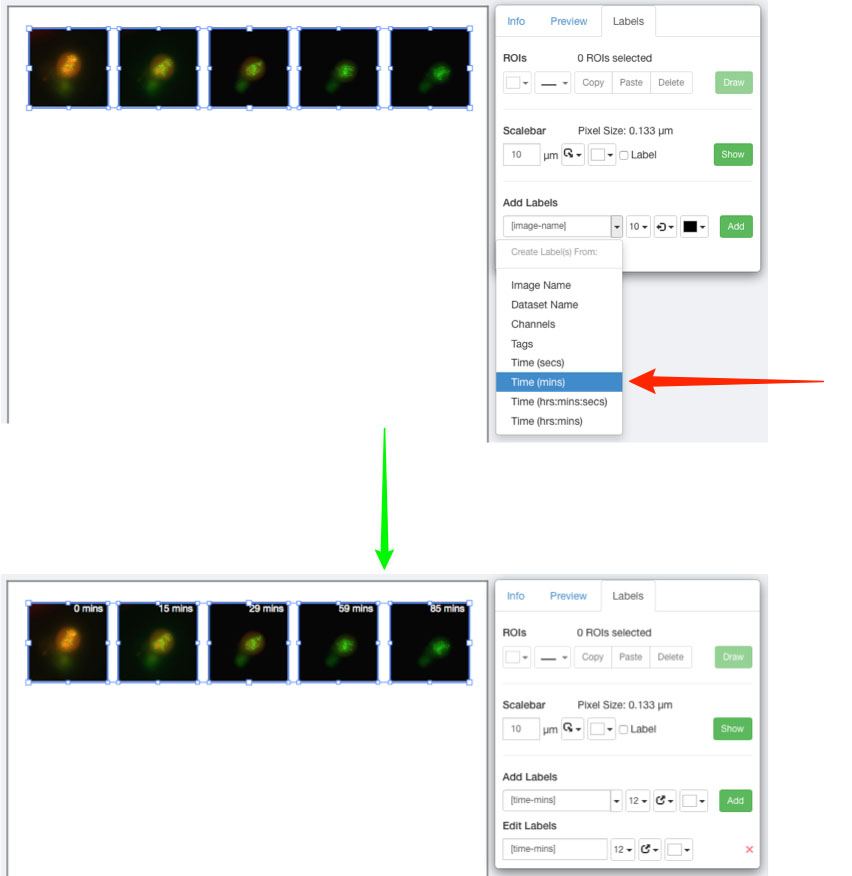 Info Preview Labels
ROIs 0 ROIs selected
Copy Paste Delete Draw
Scalebar Pixel Size: 0.133 µm
10 µm Label Show
Add Labels
[image-name] 10 Add
Create Label(s) From:
Image Name
Dataset Name
Channels
Tags
Time (secs)
Time (mins)
Time (hrs:mins:secs)
Time (hrs:mins)
0 mins 15 mins 29 mins 59 mins 85 mins
Info Preview Labels
ROIs 0 ROIs selected
Copy Paste Delete Draw
Scalebar Pixel Size: 0.133 µm
10 µm Label Show
Add Labels
[time-mins] 12 Add
Edit Labels
[time-mins] 12